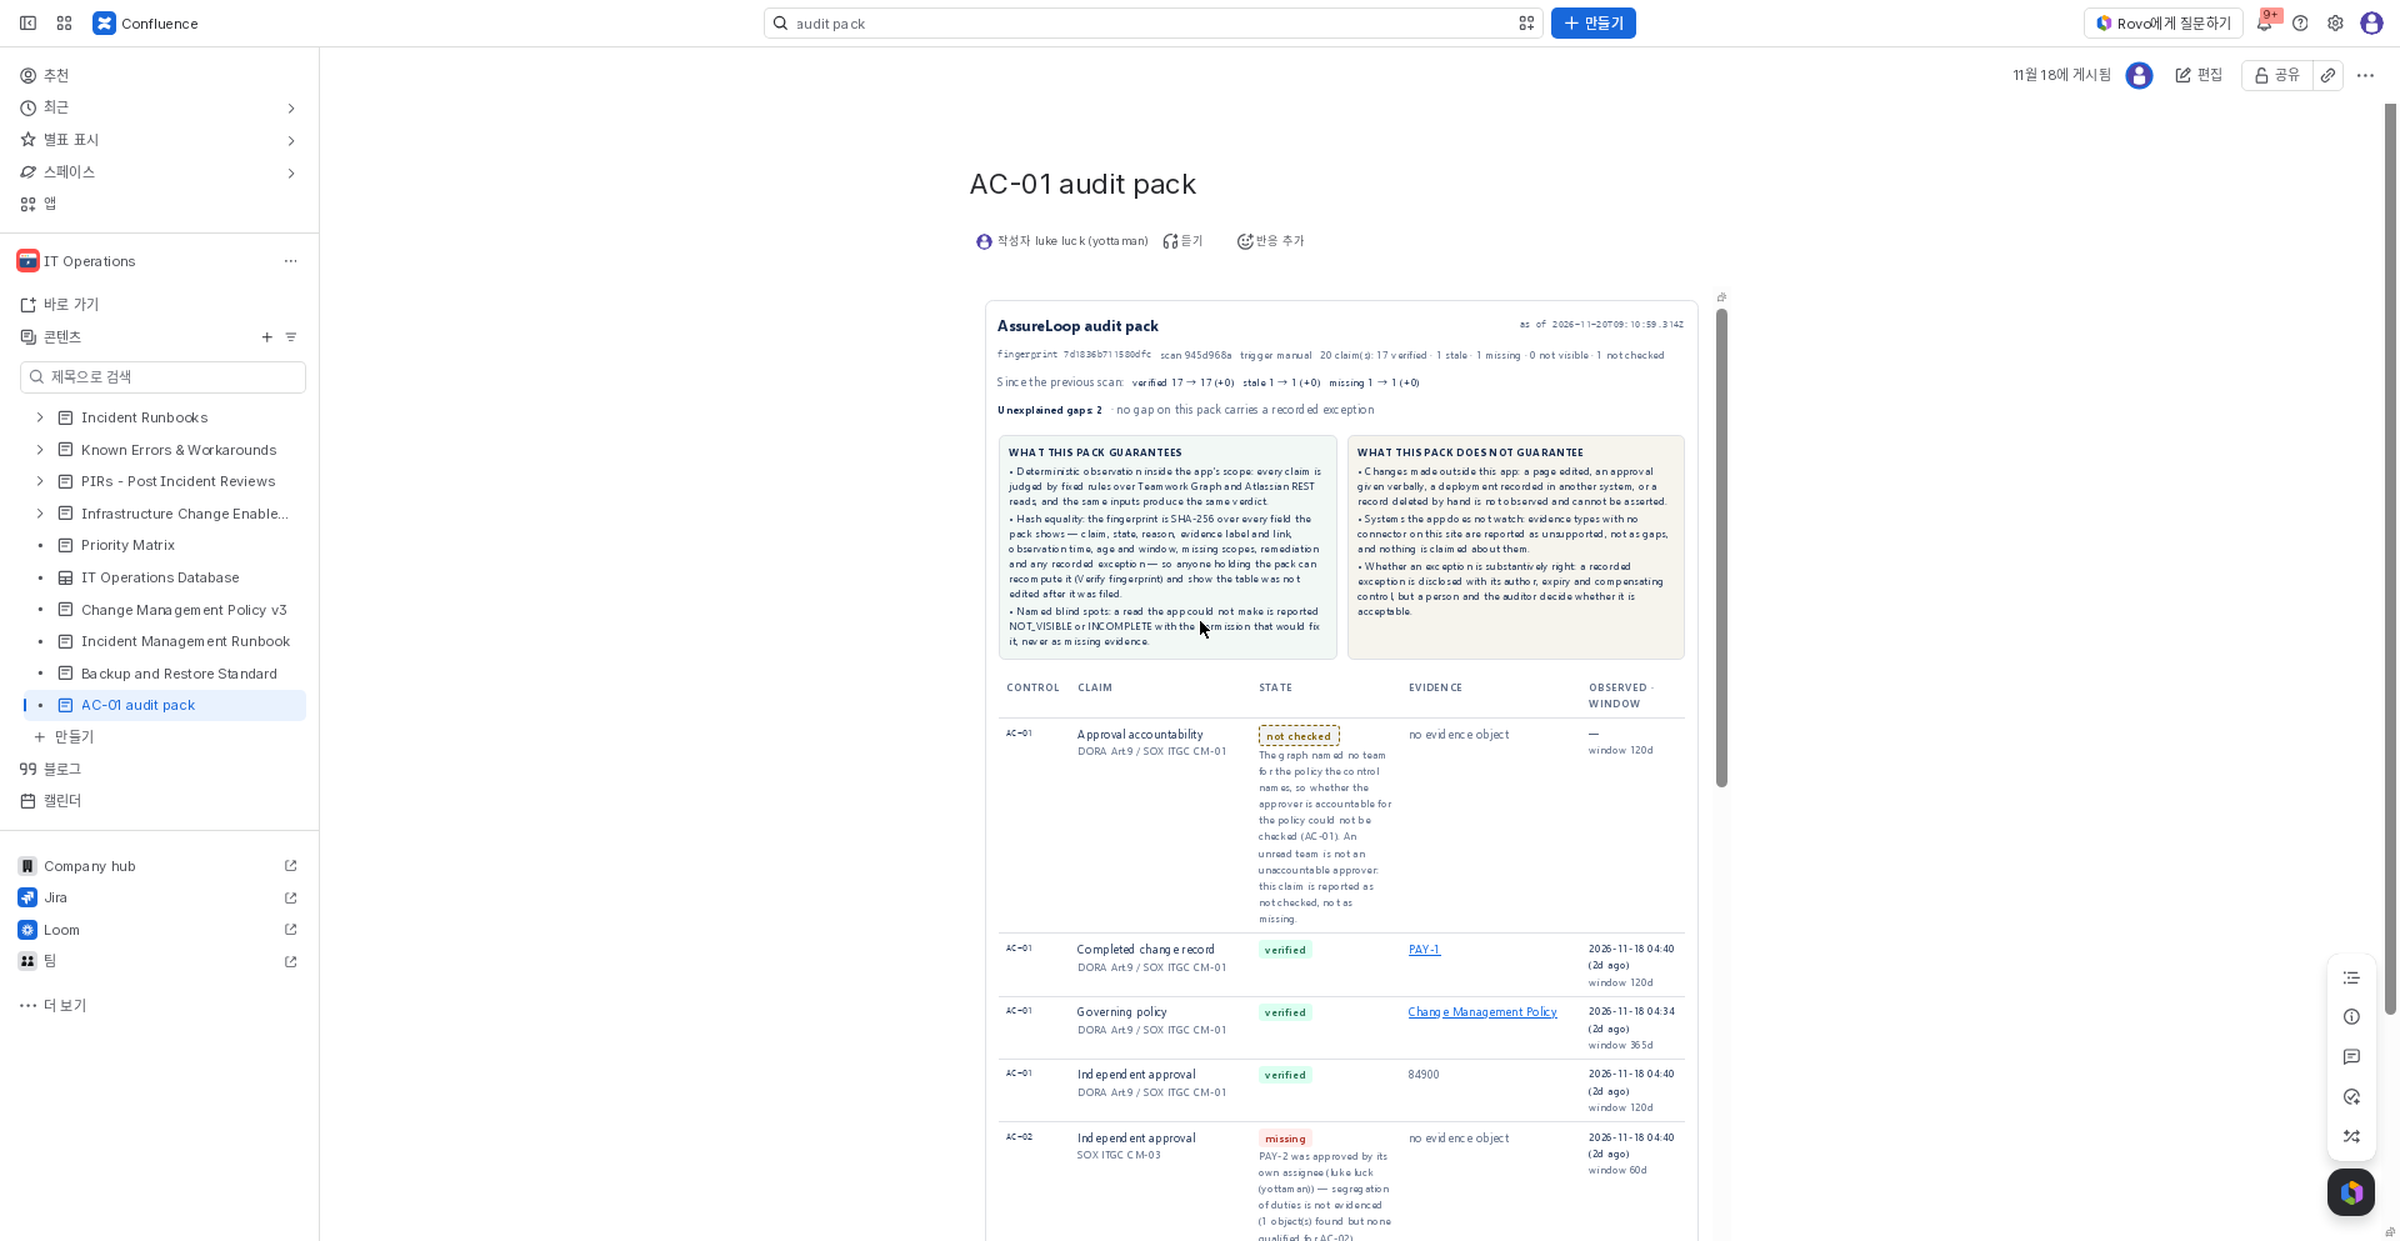 Confluence
audit pack
만들기
Rovo에게 질문하기
9+
추천
최근
별표 표시
스페이스
앱
IT Operations
바로 가기
콘텐츠
제목으로 검색
Incident Runbooks
Known Errors & Workarounds
PIRs - Post Incident Reviews
Infrastructure Change Enable...
Priority Matrix
IT Operations Database
Change Management Policy v3
Incident Management Runbook
Backup and Restore Standard
AC-01 audit pack
만들기
블로그
캘린더
Company hub
Jira
Loom
팀
더 보기
11월 18에 게시됨
편집
공유
AC-01 audit pack
작성자 luke luck (yottaman)
듣기
반응 추가
AssureLoop audit pack
as of 2026-11-20T09:10:59.314Z
fingerprint 7d1836b711580dfc scan 945d968a trigger manual 20 claim(s): 17 verified · 1 stale · 1 missing · 0 not visible · 1 not checked
Since the previous scan: verified 17 → 17 (+0) stale 1 → 1 (+0) missing 1 → 1 (+0)
Unexplained gaps: 2 · no gap on this pack carries a recorded exception
WHAT THIS PACK GUARANTEES
• Deterministic observation inside the app's scope: every claim is
judged by fixed rules over Teamwork Graph and Atlassian REST
reads, and the same inputs produce the same verdict.
• Hash equality: the fingerprint is SHA-256 over every field the
pack shows — claim, state, reason, evidence label and link,
observation time, age and window, missing scopes, remediation
and any recorded exception — so anyone holding the pack can
recompute it (Verify fingerprint) and show the table was not
edited after it was filed.
• Named blind spots: a read the app could not make is reported
NOT_VISIBLE or INCOMPLETE with the permission that would fix
it, never as missing evidence.
WHAT THIS PACK DOES NOT GUARANTEE
• Changes made outside this app: a page edited, an approval
given verbally, a deployment recorded in another system, or a
record deleted by hand is not observed and cannot be asserted.
• Systems the app does not watch: evidence types with no
connector on this site are reported as unsupported, not as gaps,
and nothing is claimed about them.
• Whether an exception is substantively right: a recorded
exception is disclosed with its author, expiry and compensating
control, but a person and the auditor decide whether it is
acceptable.
CONTROL CLAIM STATE EVIDENCE OBSERVED ·
WINDOW
AC-01 Approval accountability not checked no evidence object —
DORA Art.9 / SOX ITGC CM-01 window 120d
The graph named no team
for the policy the control
names, so whether the
approver is accountable for
the policy could not be
checked (AC-01). An
unread team is not an
unaccountable approver:
this claim is reported as
not checked, not as
missing.
AC-01 Completed change record verified PAY-1 2026-11-18 04:40
DORA Art.9 / SOX ITGC CM-01 (2d ago)
window 120d
AC-01 Governing policy verified Change Management Policy 2026-11-18 04:34
DORA Art.9 / SOX ITGC CM-01 (2d ago)
window 365d
AC-01 Independent approval verified 84900 2026-11-18 04:40
DORA Art.9 / SOX ITGC CM-01 (2d ago)
window 120d
AC-02 Independent approval missing no evidence object 2026-11-18 04:40
SOX ITGC CM-03 (2d ago)
window 60d
PAY-2 was approved by its
own assignee (luke luck
(yottaman)) — segregation
of duties is not evidenced
(1 object(s) found but none
qualified for AC-02)